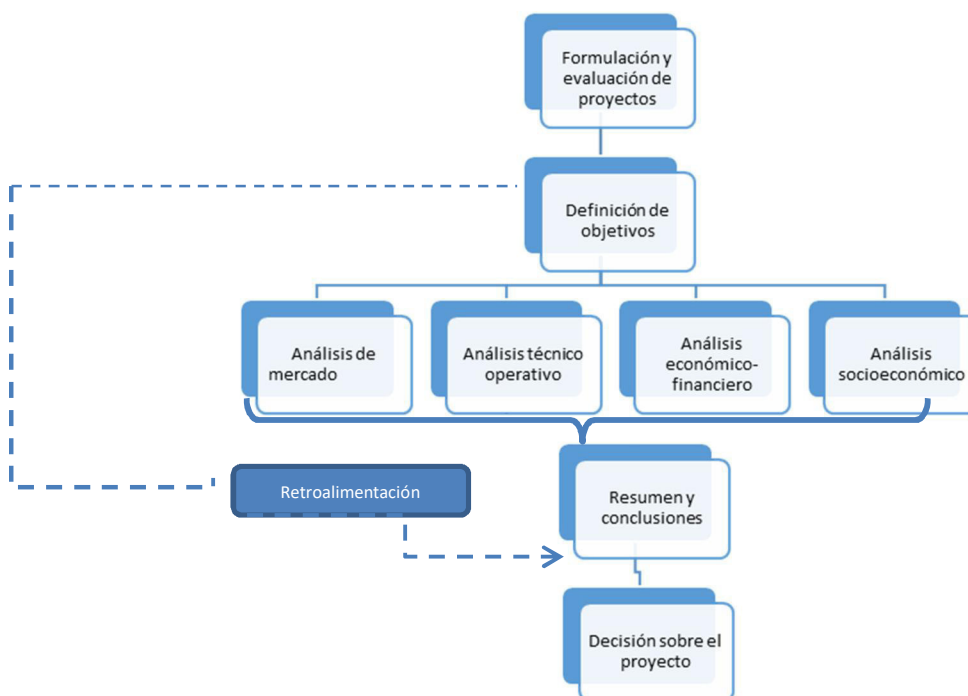 Formulación y
evaluación de
proyectos
Definición de
objetivos
Análisis de
mercado
Análisis técnico
operativo
Análisis
económico-
financiero
Análisis
socioeconómico
Retroalimentación
Resumen y
conclusiones
Decisión sobre el
proyecto